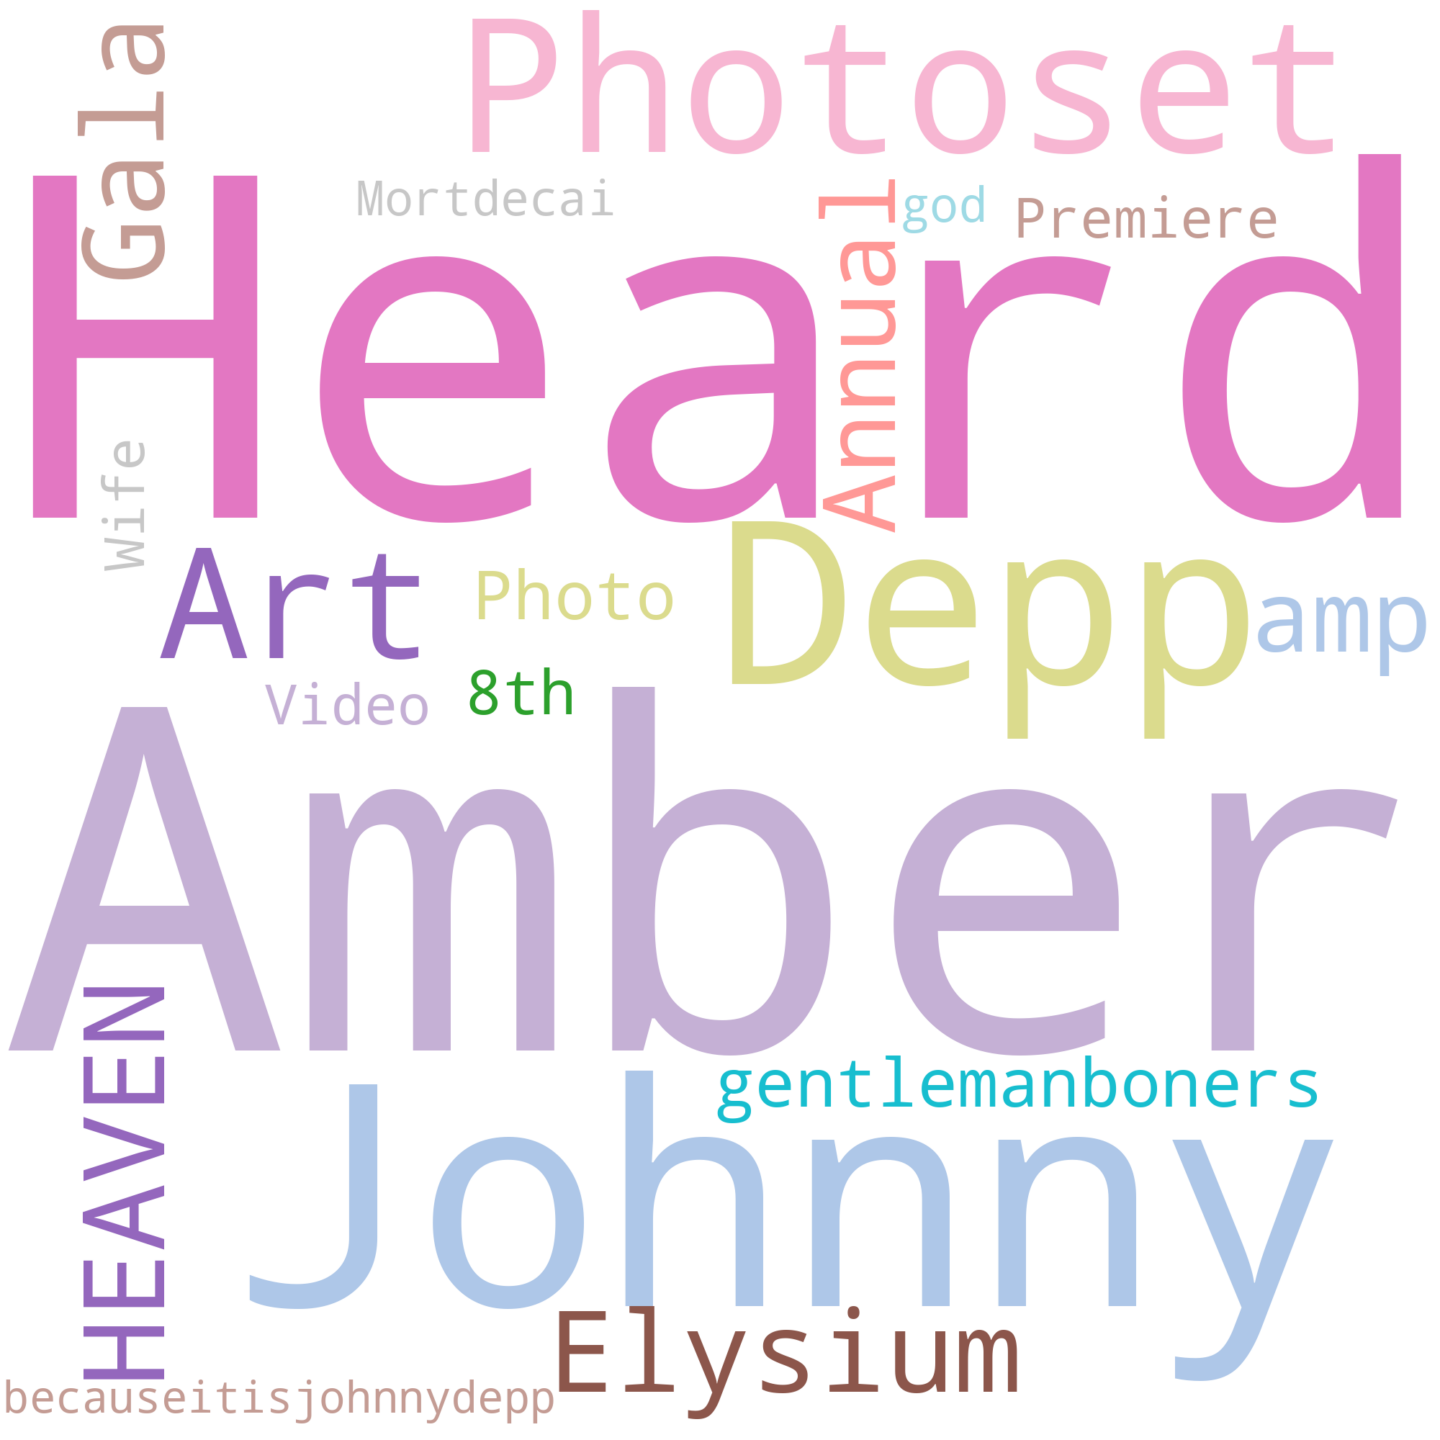 Photoset
Gala
Mortdecai
god
Premiere
Annual
Heard
Wife
Art
Photo
Depp
amp
Video
8th
Amber
HEAVEN
gentlemanboners
Johnny
Elysium
becauseitisjohnnydepp